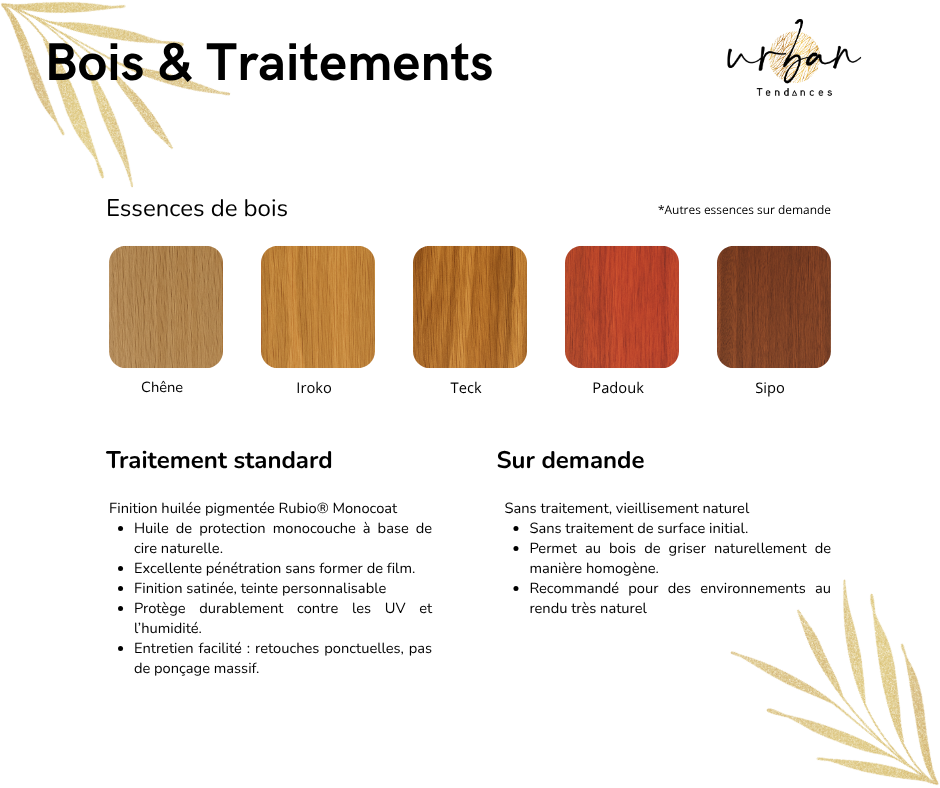 Bois & Traitements
urban
Tendances
Essences de bois
*Autres essences sur demande
Chêne
Iroko
Teck
Padouk
Sipo
Traitement standard
Finition huilée pigmentée Rubio® Monocoat
Huile de protection monocouche à base de
cire naturelle.
Excellente pénétration sans former de film.
Finition satinée, teinte personnalisable
Protège durablement contre les UV et
l'humidité.
Entretien facilité : retouches ponctuelles, pas
de ponçage massif.
Sur demande
Sans traitement, vieillisement naturel
Sans traitement de surface initial.
Permet au bois de griser naturellement de
manière homogène.
Recommandé pour des environnements au
rendu très naturel